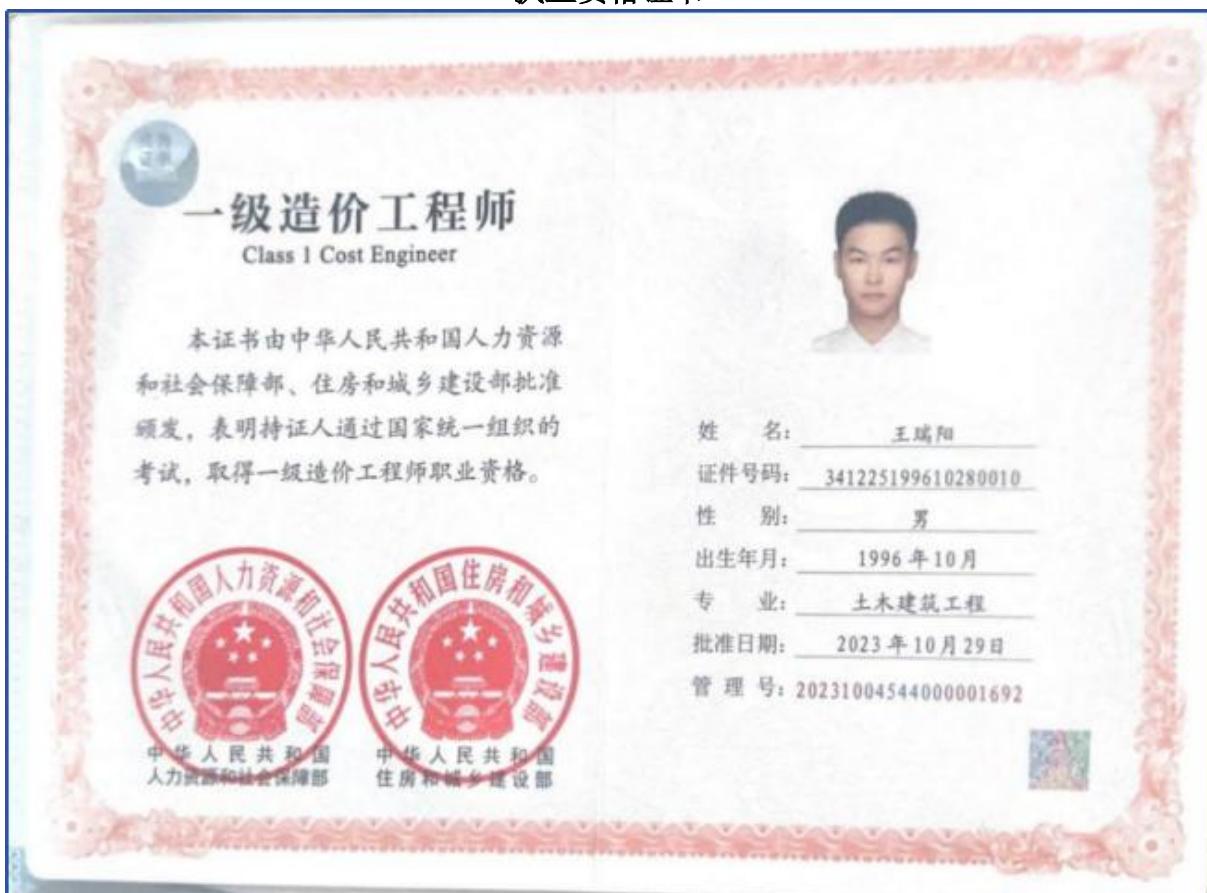 一级造价工程师
Class 1 Cost Engineer
本证书由中华人民共和国人力资源
和社会保障部、住房和城乡建设部批准
颁发，表明持证人通过国家统一组织的
考试，取得一级造价工程师职业资格。
中华人民共和国人力资源和社会保障部
中华人民共和国住房和城乡建设部
中华人民共和国
人力资源和社会保障部
中华人民共和国
住房和城乡建设部
姓 名： 王瑞阳
证件号码： 341225199610280010
性 别： 男
出生年月： 1996年10月
专 业： 土木建筑工程
批准日期： 2023年10月29日
管 理 号： 20231004544000001692